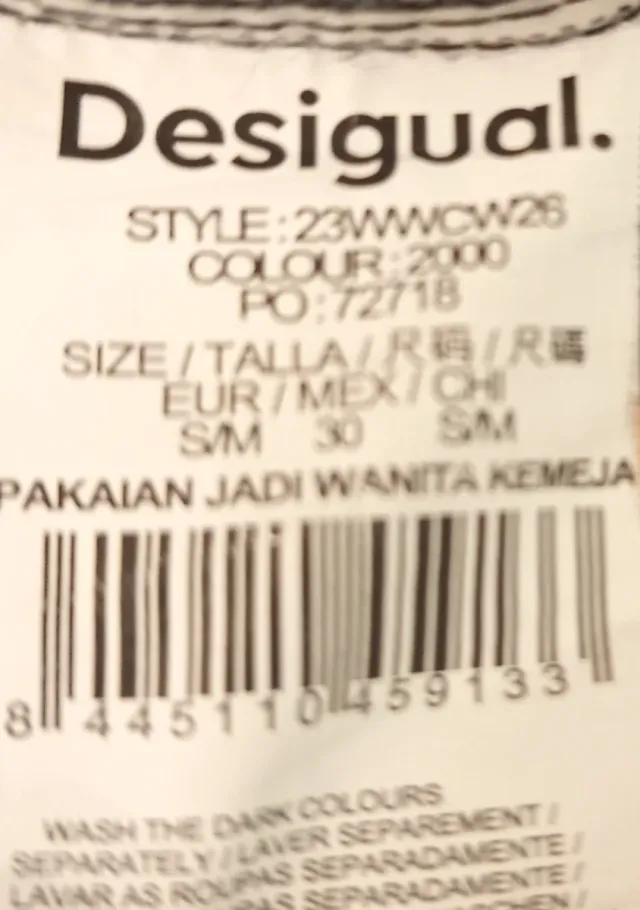 Desigual.
STYLE:23WWCW26
COLOUR:2000
PO:72718
SIZE / TALLA / 尺码 / 尺碼
EUR / MEX / CHI
S/M 30 S/M
PAKAIAN JADI WANITA KEMEJA
8 445110 459133
WASH THE DARK COLOURS
SEPARATELY / LAVER SEPAREMENT /
LAVAR AS ROUPAS SEPARADAMENTE /
SEPARADAMENTE /